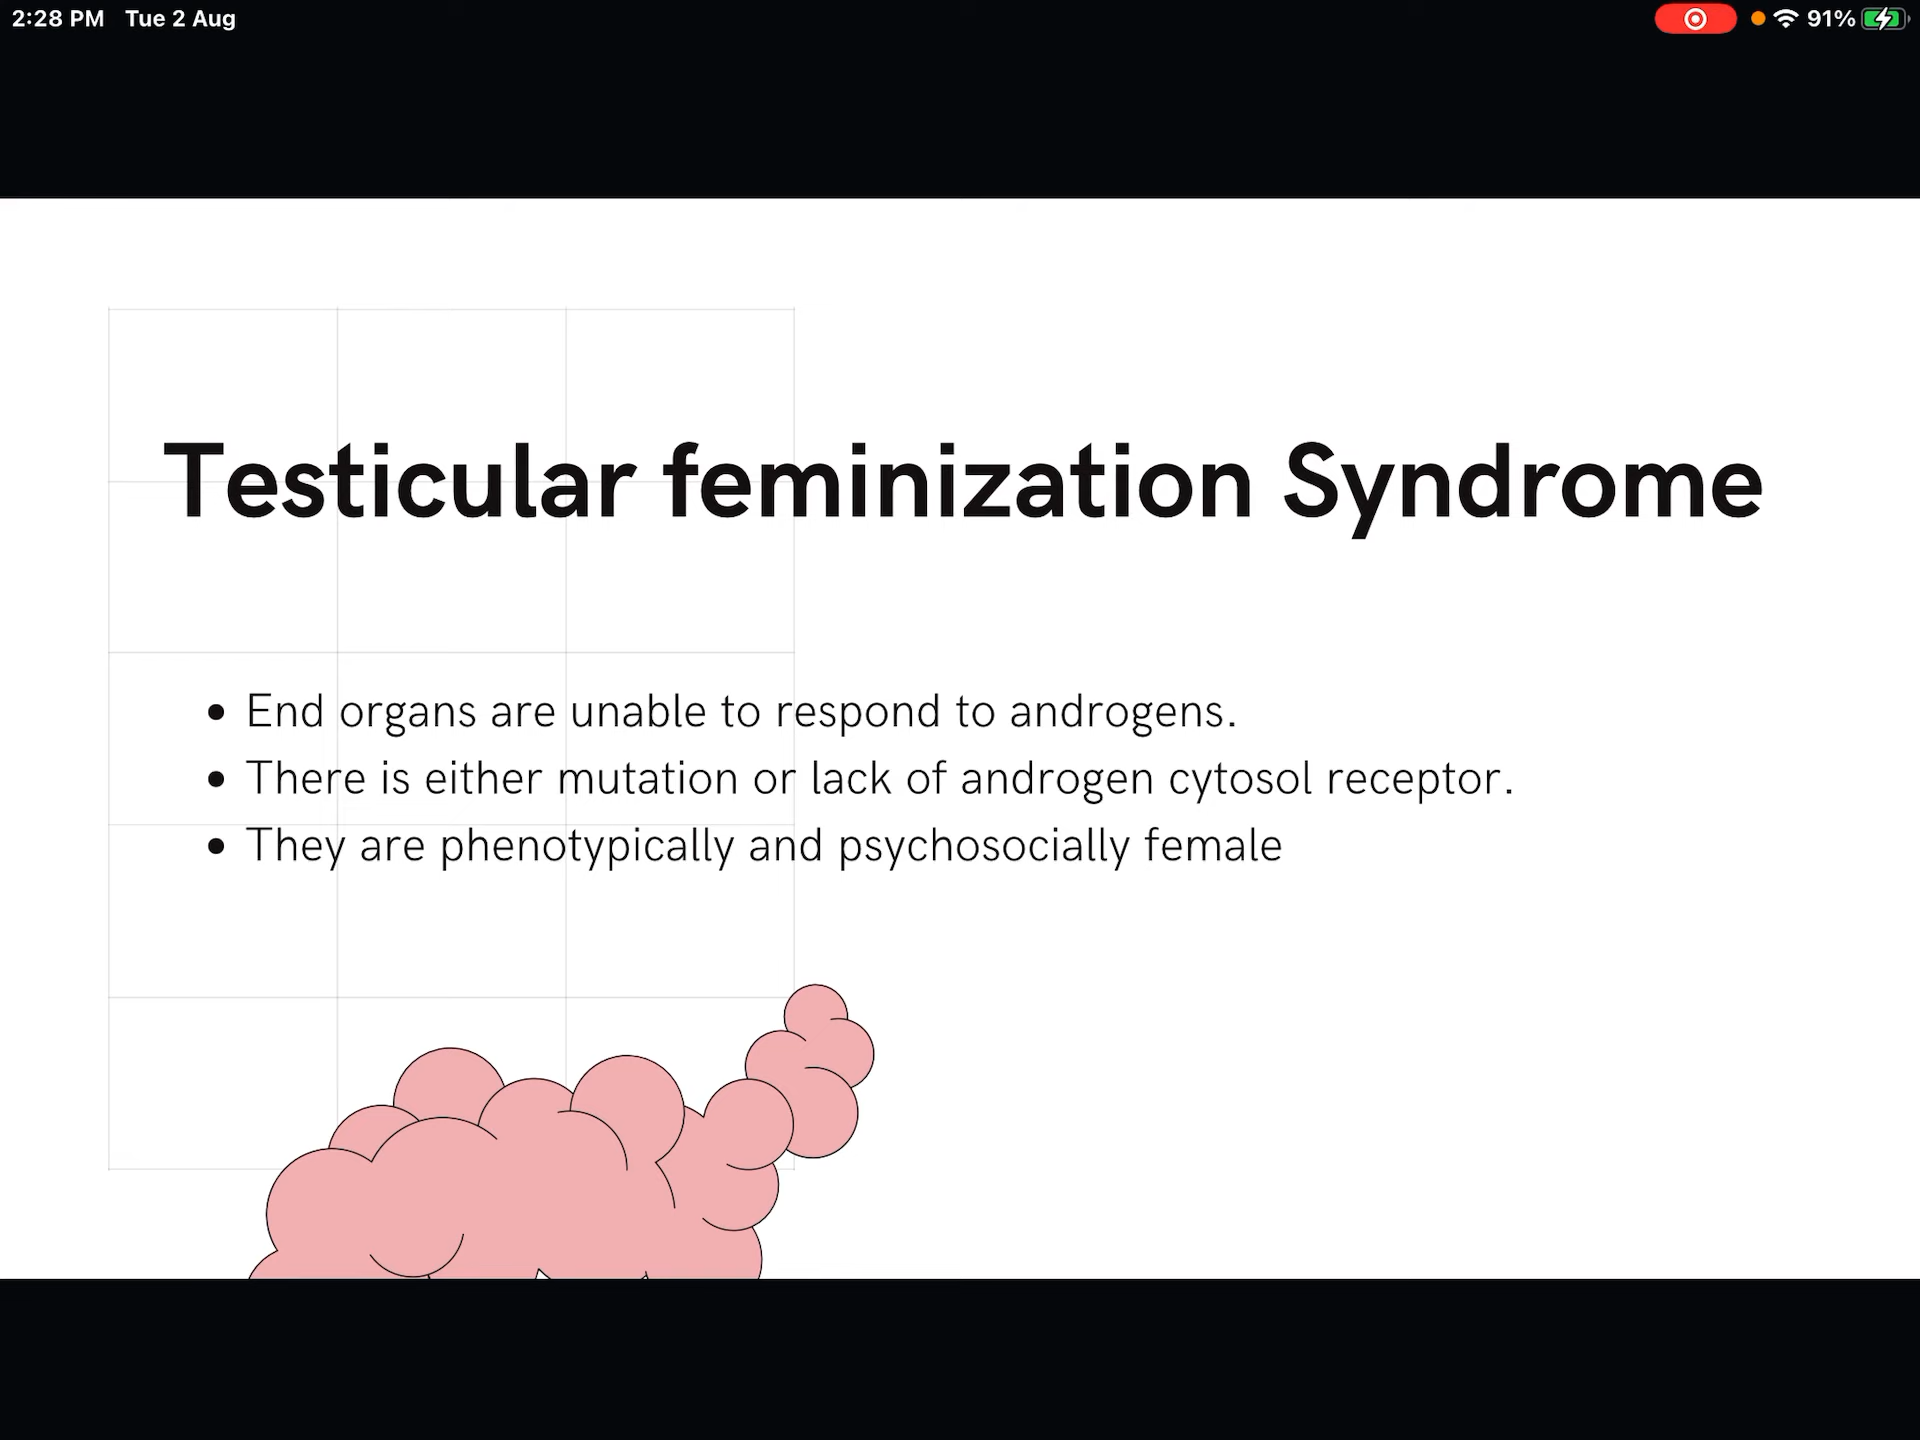 2:28 PM Tue 2 Aug
91%
Testicular feminization Syndrome
• End organs are unable to respond to androgens.
• There is either mutation or lack of androgen cytosol receptor.
• They are phenotypically and psychosocially female